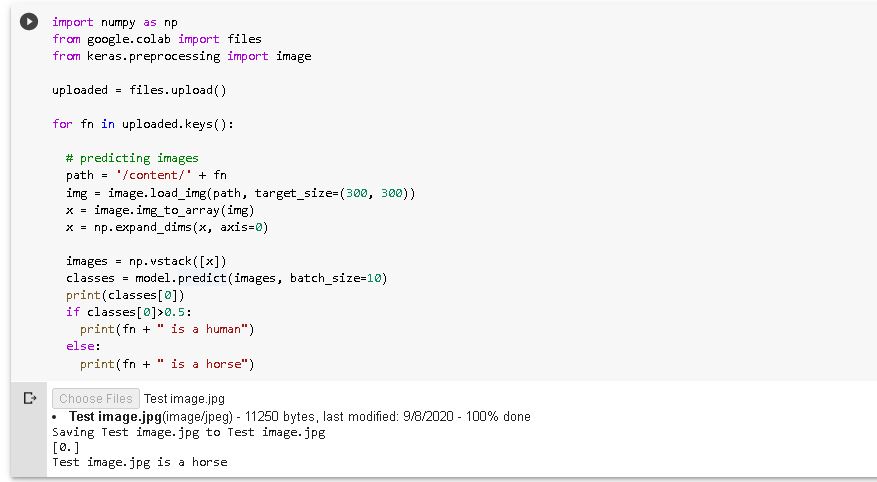 import numpy as np
from google.colab import files
from keras.preprocessing import image

uploaded = files.upload()

for fn in uploaded.keys():

  # predicting images
  path = '/content/' + fn
  img = image.load_img(path, target_size=(300, 300))
  x = image.img_to_array(img)
  x = np.expand_dims(x, axis=0)

  images = np.vstack([x])
  classes = model.predict(images, batch_size=10)
  print(classes[0])
  if classes[0]>0.5:
    print(fn + " is a human")
  else:
    print(fn + " is a horse")
Choose Files Test image.jpg
• Test image.jpg(image/jpeg) - 11250 bytes, last modified: 9/8/2020 - 100% done
Saving Test image.jpg to Test image.jpg
[0.]
Test image.jpg is a horse